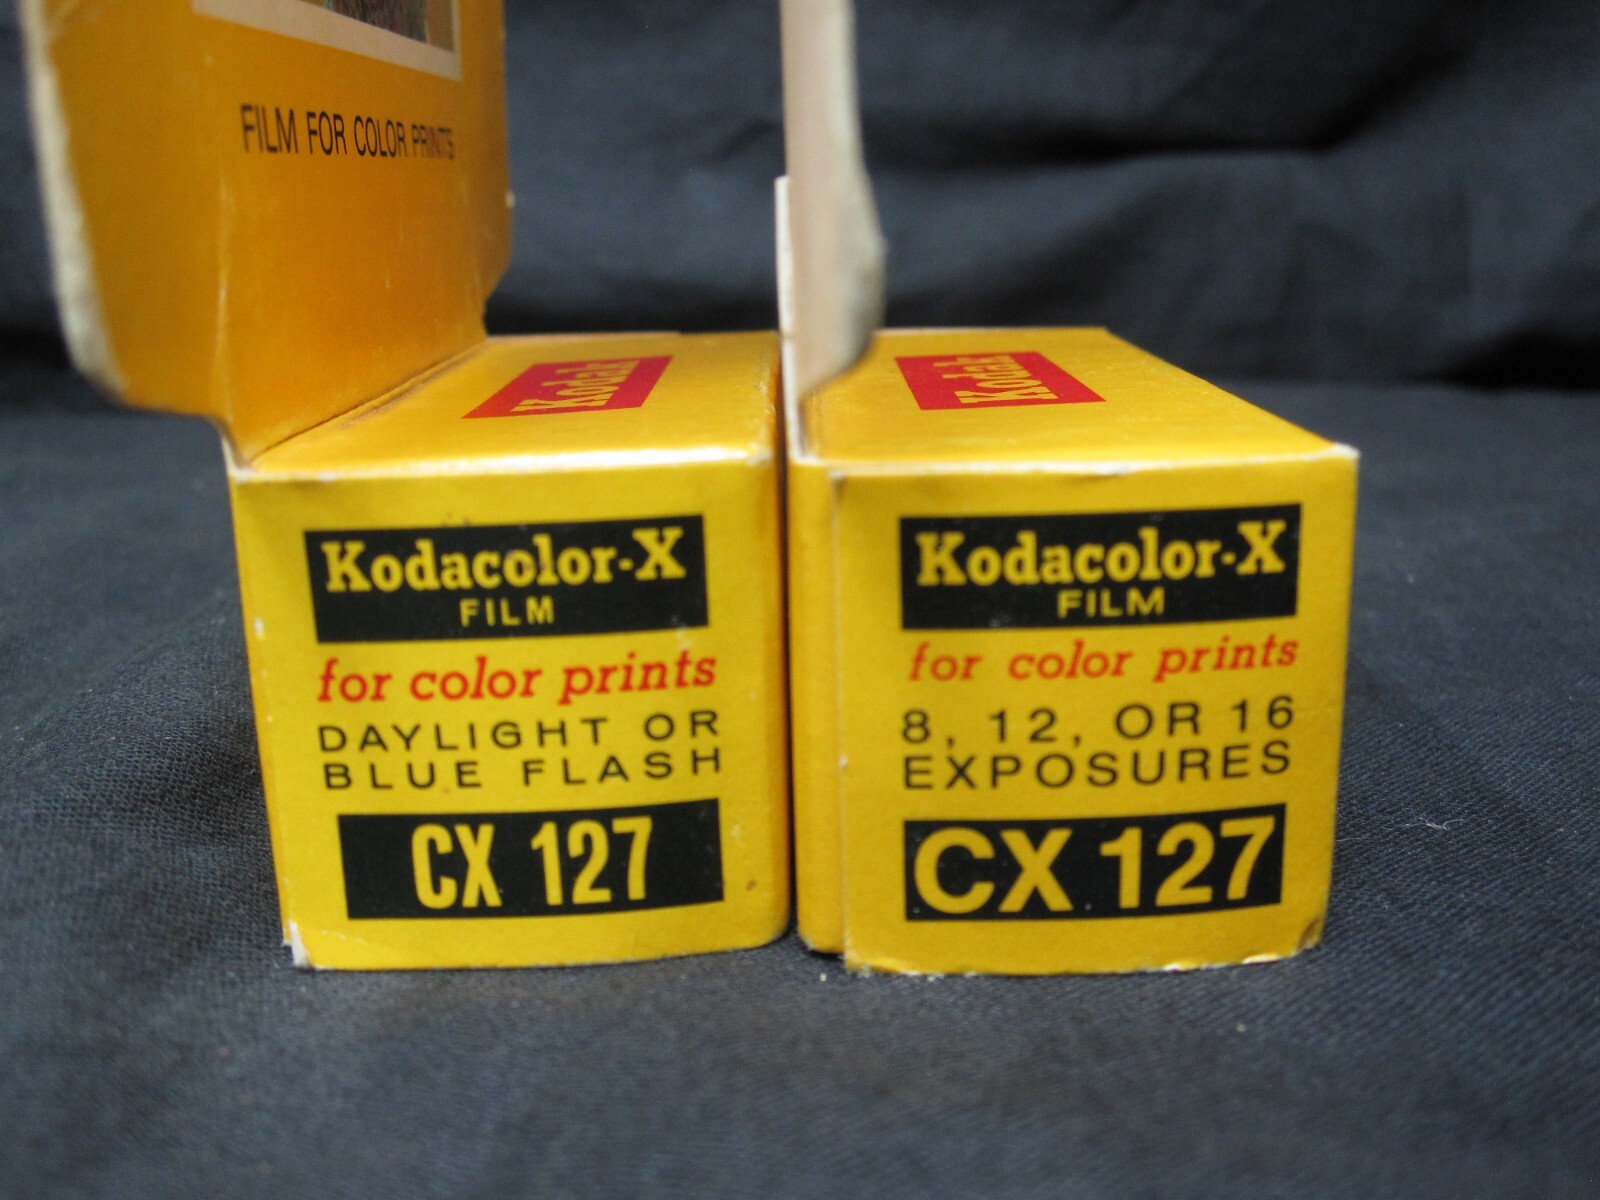 FILM FOR COLOR PRINTS
Kodak
Kodacolor-X
FILM
for color prints
DAYLIGHT OR
BLUE FLASH
CX 127
Kodak
Kodacolor-X
FILM
for color prints
8, 12, OR 16
EXPOSURES
CX 127